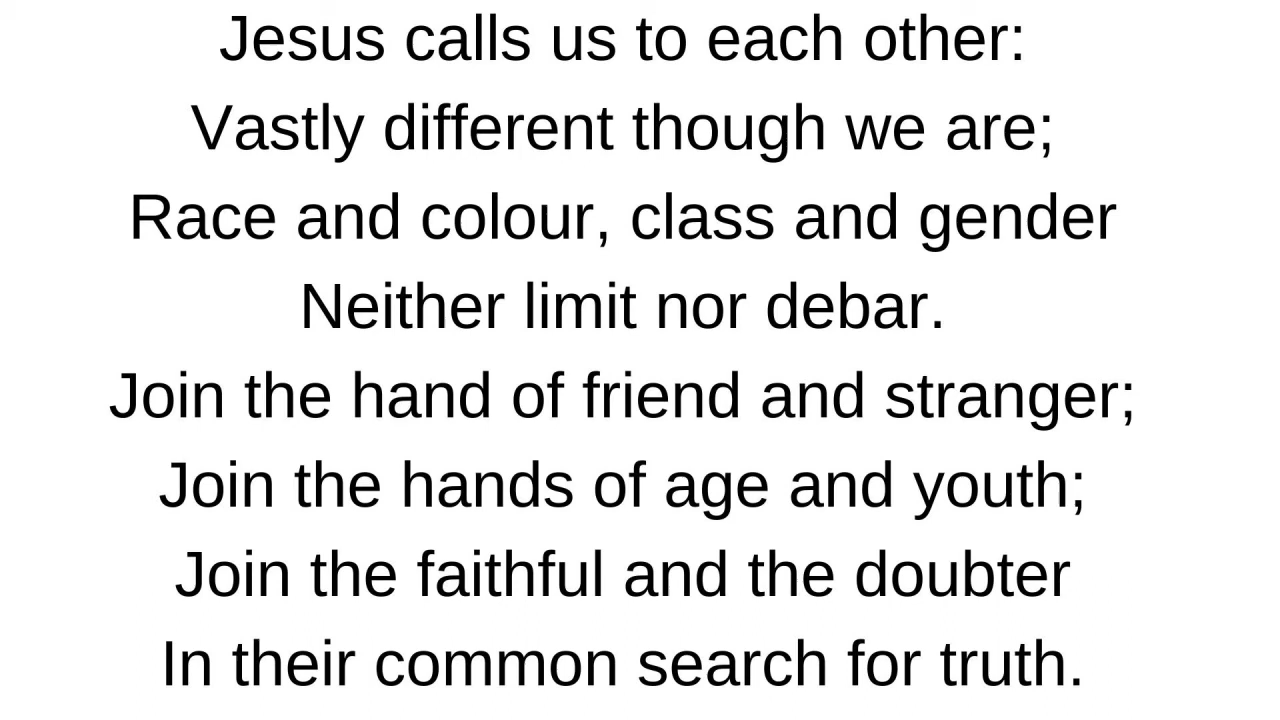 Jesus calls us to each other:
Vastly different though we are;
Race and colour, class and gender
Neither limit nor debar.
Join the hand of friend and stranger;
Join the hands of age and youth;
Join the faithful and the doubter
In their common search for truth.